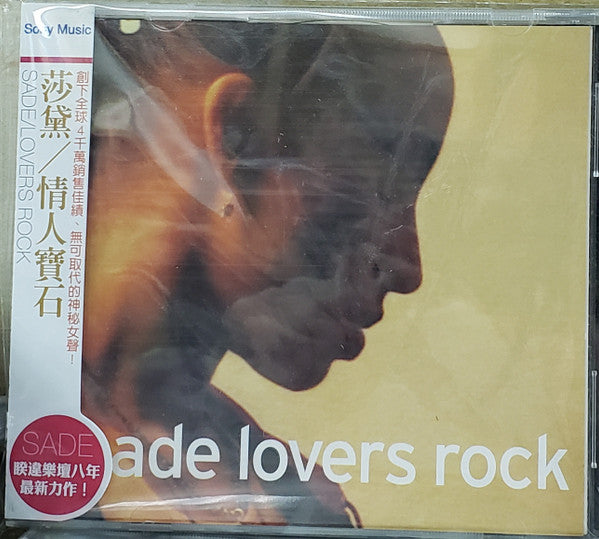 Sony Music
創下全球4千萬銷售佳績、無可取代的神秘女聲！
莎黛／情人寶石
SADE/LOVERS ROCK
SADE
睽違樂壇八年
最新力作！
ade lovers rock